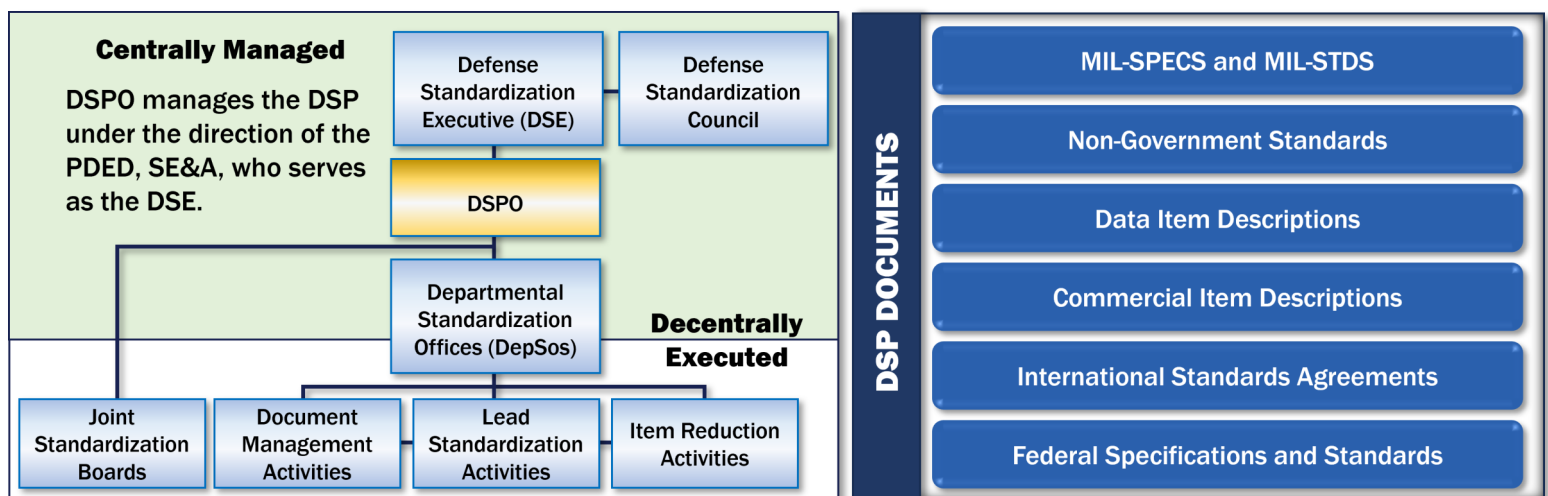 Centrally Managed
DSPO manages the DSP
under the direction of the
PDED, SE&A, who serves
as the DSE.
Defense
Standardization
Executive (DSE)
Defense
Standardization
Council
DSPO
Departmental
Standardization
Offices (DepSos)
Decentrally
Executed
Joint
Standardization
Boards
Document
Management
Activities
Lead
Standardization
Activities
Item Reduction
Activities
DSP DOCUMENTS
MIL-SPECS and MIL-STDS
Non-Government Standards
Data Item Descriptions
Commercial Item Descriptions
International Standards Agreements
Federal Specifications and Standards